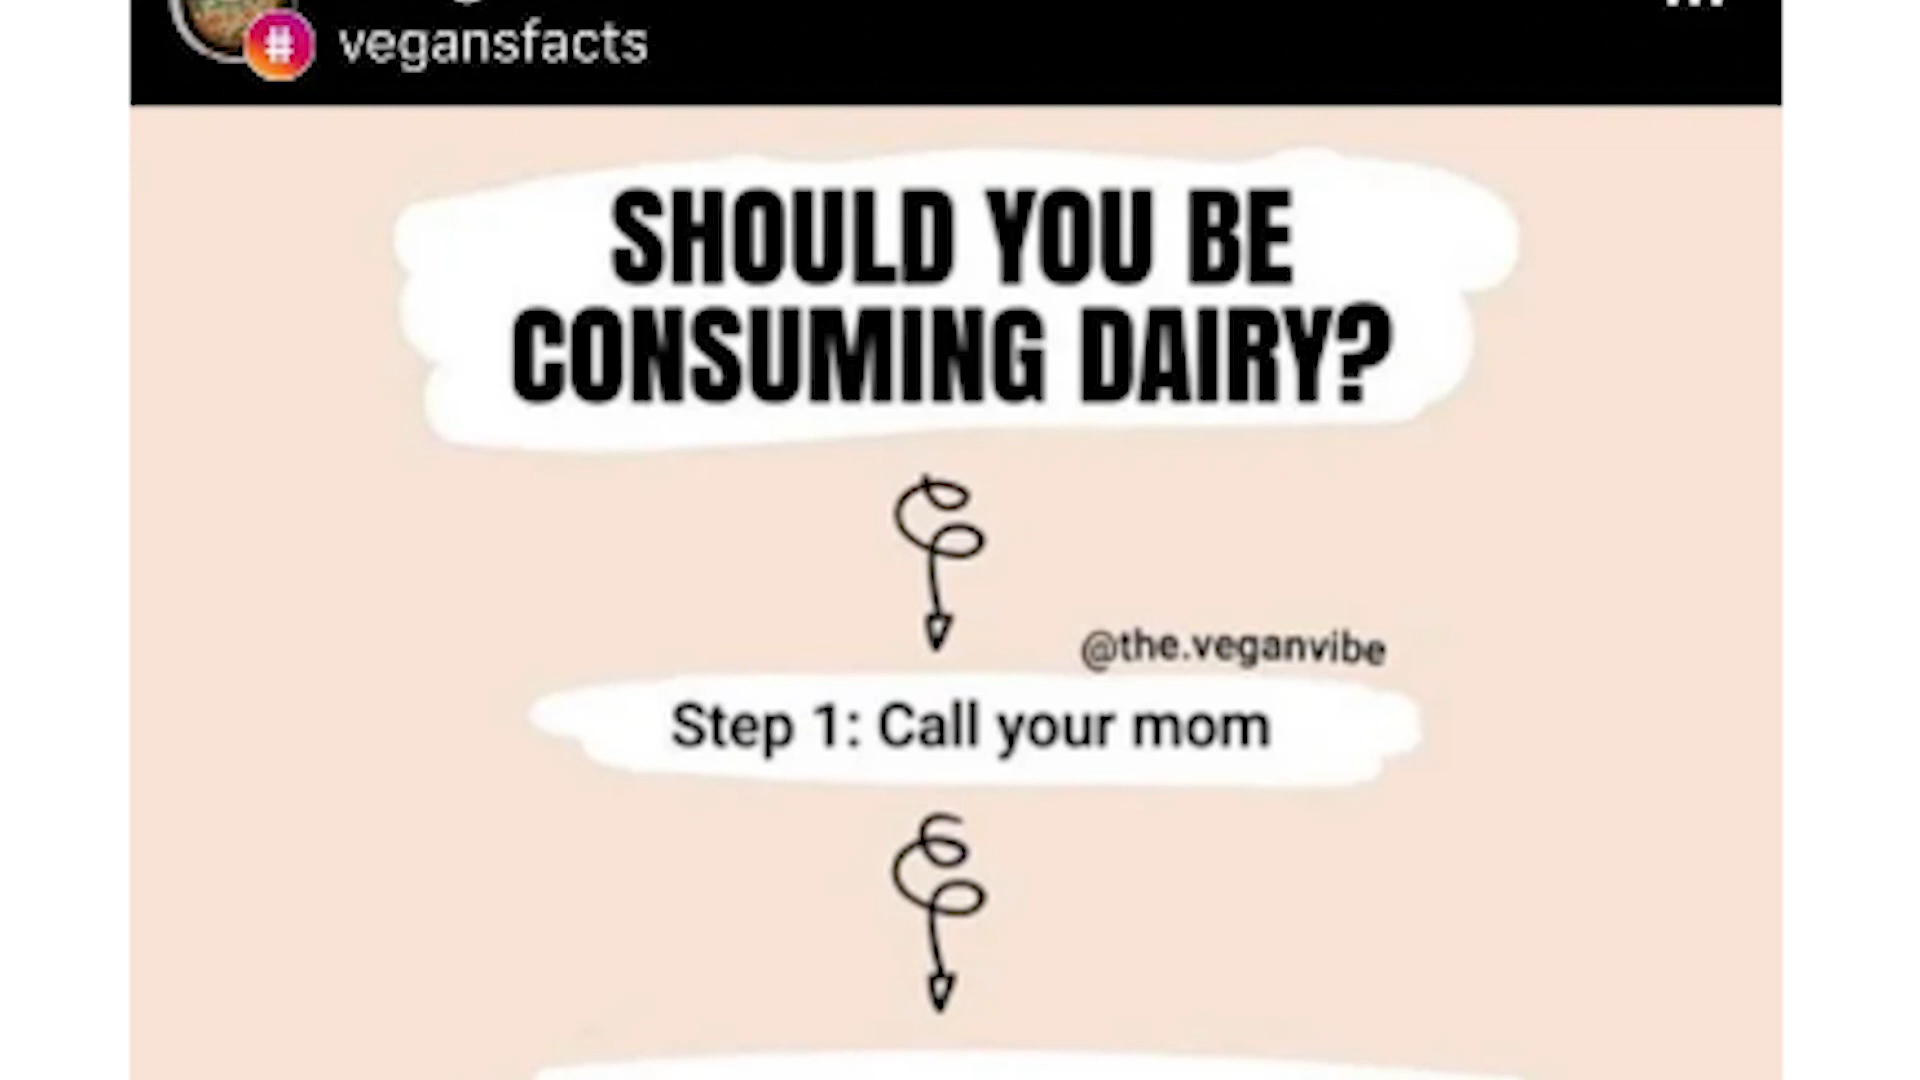 vegansfacts
SHOULD YOU BE
CONSUMING DAIRY?
@the.veganvibe
Step 1: Call your mom